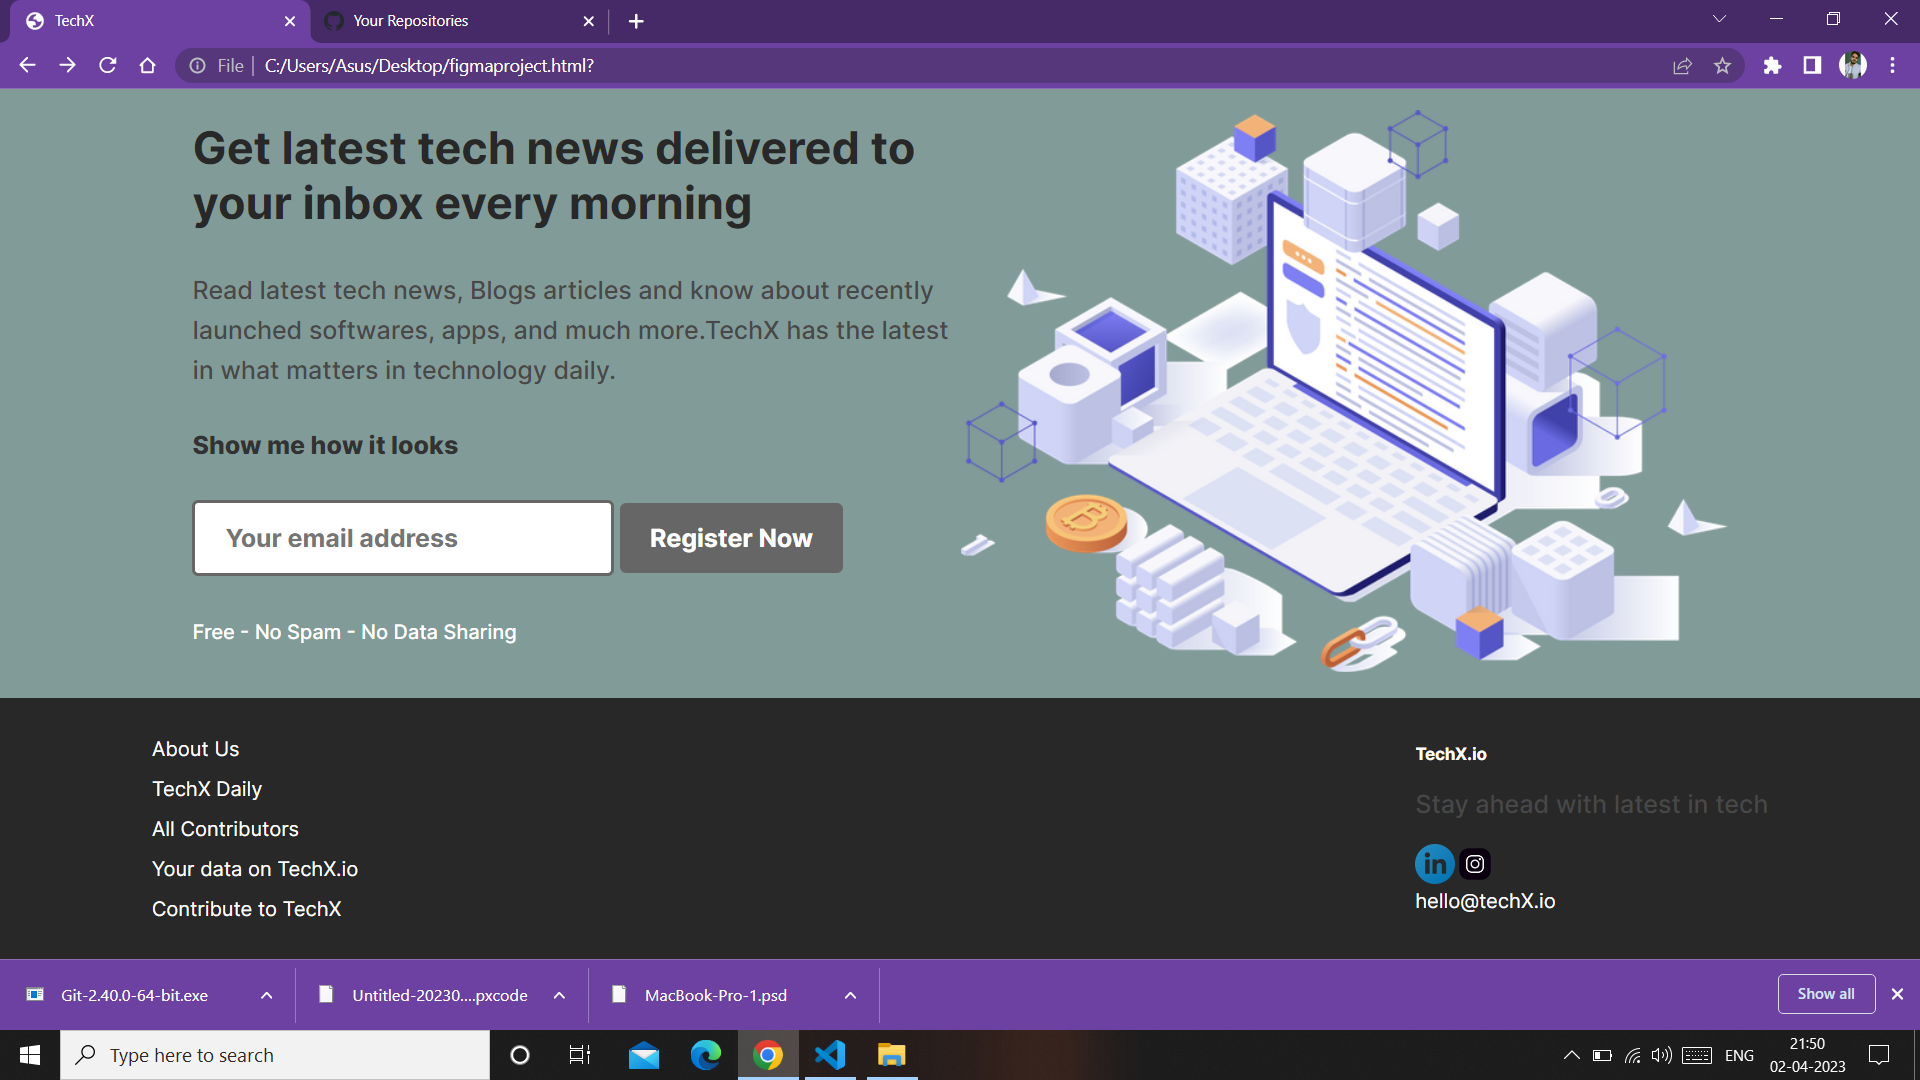 TechX
Your Repositories
File
C:/Users/Asus/Desktop/figmaproject.html?
Get latest tech news delivered to
your inbox every morning
Read latest tech news, Blogs articles and know about recently
launched softwares, apps, and much more.TechX has the latest
in what matters in technology daily.
Show me how it looks
Your email address
Register Now
Free - No Spam - No Data Sharing
About Us
TechX Daily
All Contributors
Your data on TechX.io
Contribute to TechX
TechX.io
Stay ahead with latest in tech
in
hello@techX.io
Git-2.40.0-64-bit.exe
Untitled-20230....pxcode
MacBook-Pro-1.psd
Show all
Type here to search
ENG
21:50
02-04-2023